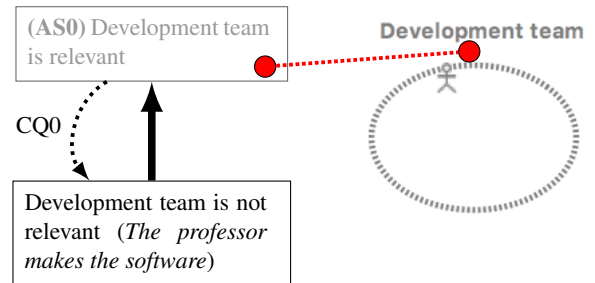 (AS0) Development team
is relevant
Development team
CQ0
Development team is not
relevant (The professor
makes the software)